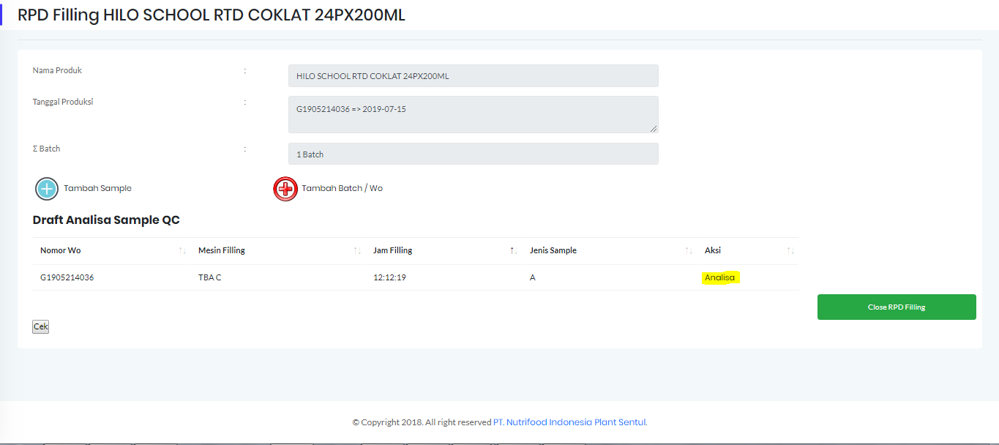 RPD Filling HILO SCHOOL RTD COKLAT 24PX200ML
Nama Produk : HILO SCHOOL RTD COKLAT 24PX200ML
Tanggal Produksi : G1905214036 => 2019-07-15
Σ Batch : 1 Batch
Tambah Sample Tambah Batch / Wo
Draft Analisa Sample QC
Nomor Wo ↑↓ Mesin Filling ↑↓ Jam Filling ↑↓ Jenis Sample ↑↓ Aksi ↑↓
G1905214036 TBA C 12:12:19 A Analisa
Close RPD Filling
Cek
© Copyright 2018. All right reserved PT. Nutrifood Indonesia Plant Sentul.